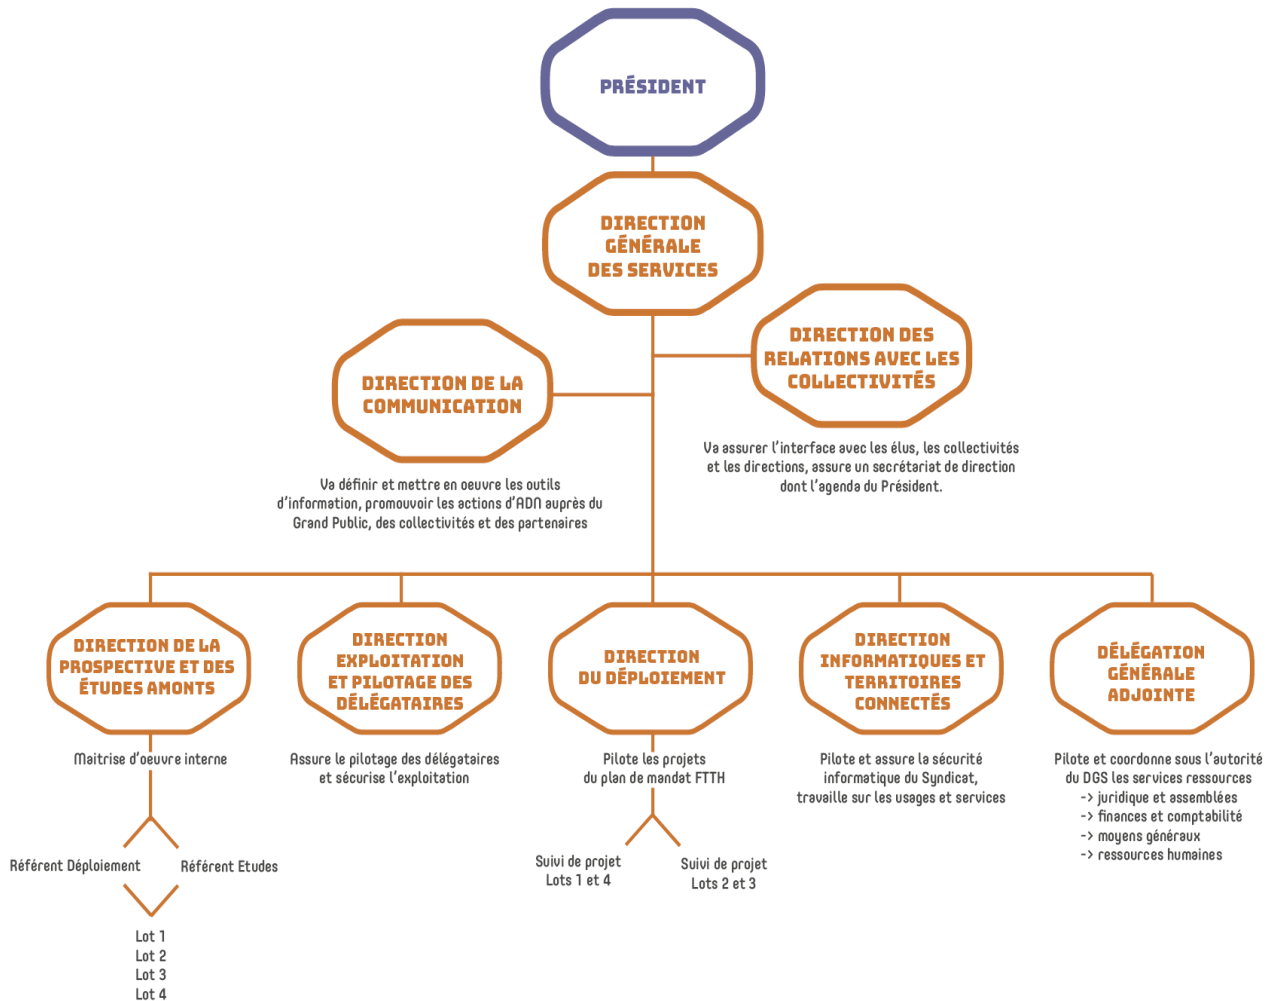 PRÉSIDENT
DIRECTION
GÉNÉRALE
DES SERVICES
DIRECTION DES
RELATIONS AVEC LES
COLLECTIVITÉS
Va assurer l'interface avec les élus, les collectivités
et les directions, assure un secrétariat de direction
dont l'agenda du Président.
DIRECTION DE LA
COMMUNICATION
Va définir et mettre en oeuvre les outils
d'information, promouvoir les actions d'ADN auprès du
Grand Public, des collectivités et des partenaires
DIRECTION DE LA
PROSPECTIVE ET DES
ÉTUDES AMONTS
Maitrise d'oeuvre interne
Référent Déploiement
Référent Etudes
Lot 1
Lot 2
Lot 3
Lot 4
DIRECTION
EXPLOITATION
ET PILOTAGE DES
DÉLÉGATAIRES
Assure le pilotage des délégataires
et sécurise l'exploitation
DIRECTION
DU DÉPLOIEMENT
Pilote les projets
du plan de mandat FTTH
Suivi de projet
Lots 1 et 4
Suivi de projet
Lots 2 et 3
DIRECTION
INFORMATIQUES ET
TERRITOIRES
CONNECTÉS
Pilote et assure la sécurité
informatique du Syndicat,
travaille sur les usages et services
DÉLÉGATION
GÉNÉRALE
ADJOINTE
Pilote et coordonne sous l'autorité
du DGS les services ressources
-> juridique et assemblées
-> finances et comptabilité
-> moyens généraux
-> ressources humaines